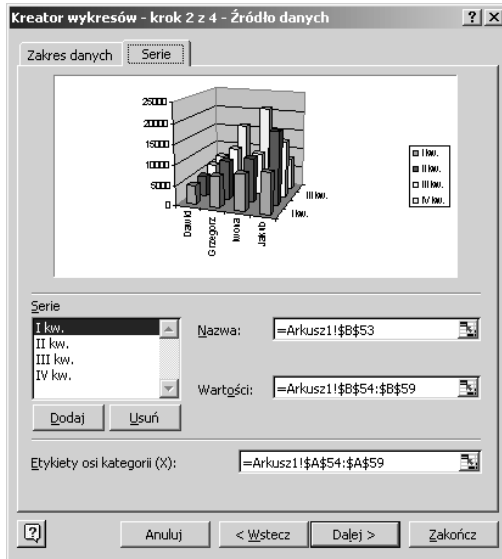 Kreator wykresów - krok 2 z 4 - Źródło danych
Zakres danych Serie
25000
20000
15000
10000
5000
0
Dawid
Grzegorz
Iwona
Jakub
I kw.
III kw.
I kw.
II kw.
III kw.
IV kw.
Serie
I kw.
II kw.
III kw.
IV kw.
Nazwa: =Arkusz1!$B$53
Wartości: =Arkusz1!$B$54:$B$59
Dodaj Usuń
Etykiety osi kategorii (X): =Arkusz1!$A$54:$A$59
Anuluj < Wstecz Dalej > Zakończ